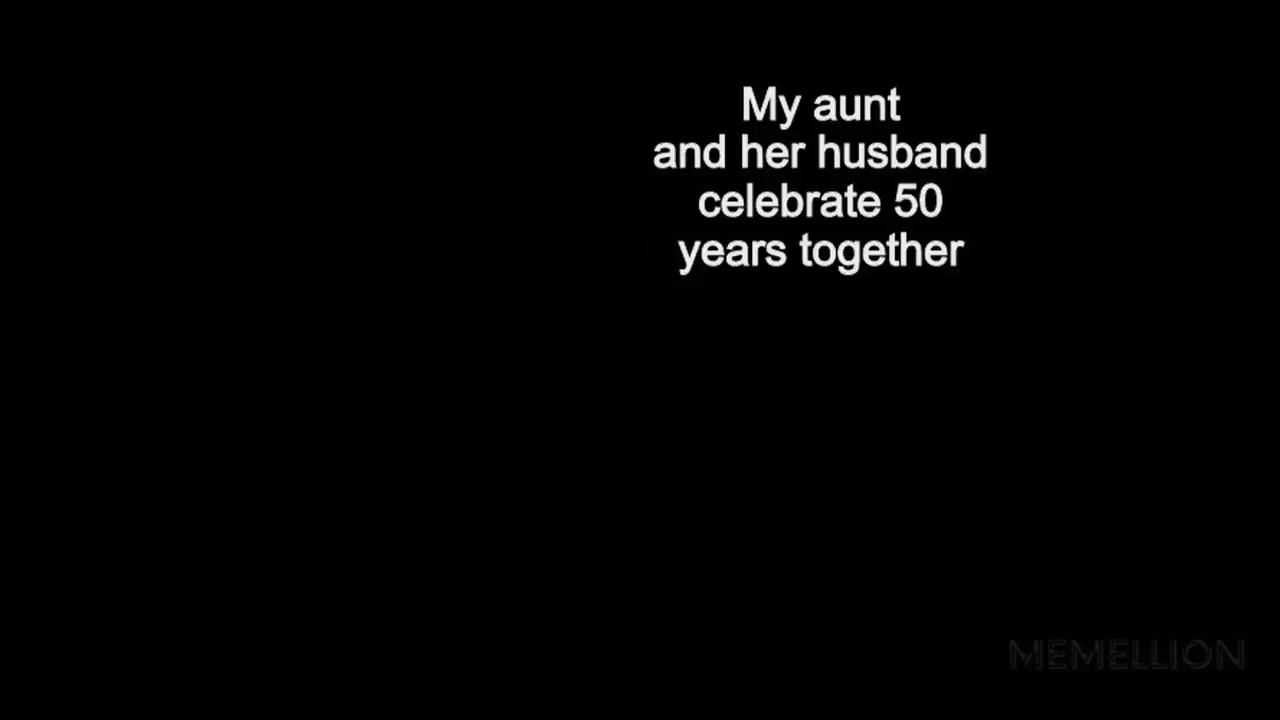 My aunt
and her husband
celebrate 50
years together
MEMELLION